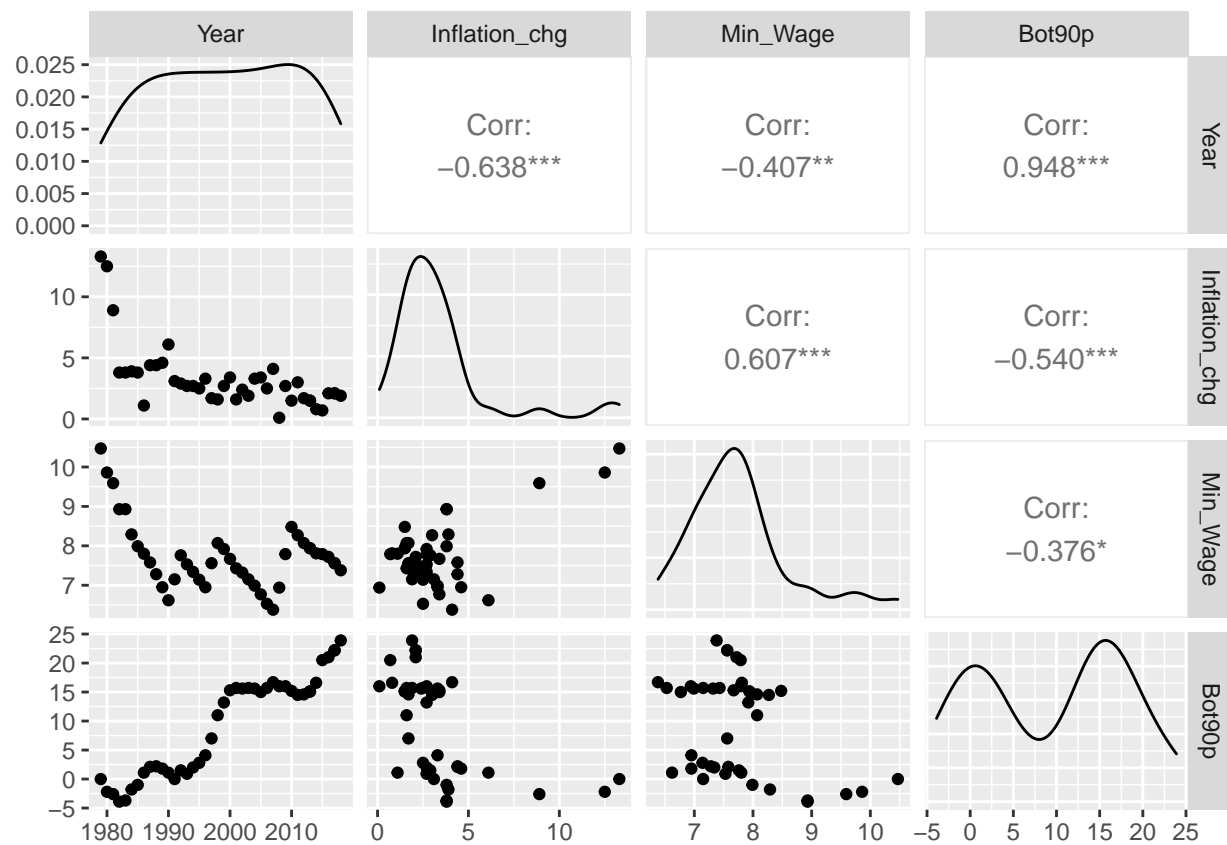 Year Inflation_chg Min_Wage Bot90p
0.025
0.020
0.015
0.010
0.005
0.000
Corr:
−0.638***
Corr:
−0.407**
Corr:
0.948***
Year
10
5
0
Corr:
0.607***
Corr:
−0.540***
Inflation_chg
10
9
8
7
Corr:
−0.376*
Min_Wage
25
20
15
10
5
0
−5
Bot90p
1980 1990 2000 2010 0 5 10 7 8 9 10 −5 0 5 10 15 20 25